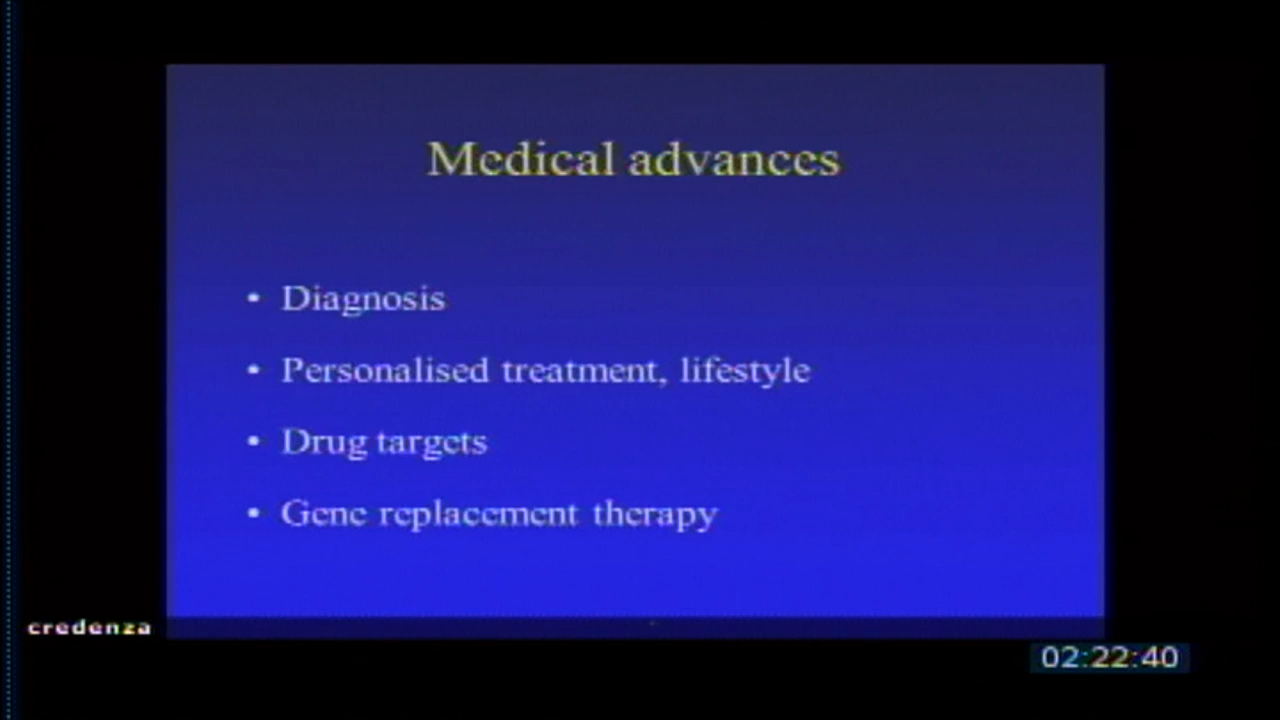 Medical advances
• Diagnosis
• Personalised treatment, lifestyle
• Drug targets
• Gene replacement therapy
credenza
02:22:40